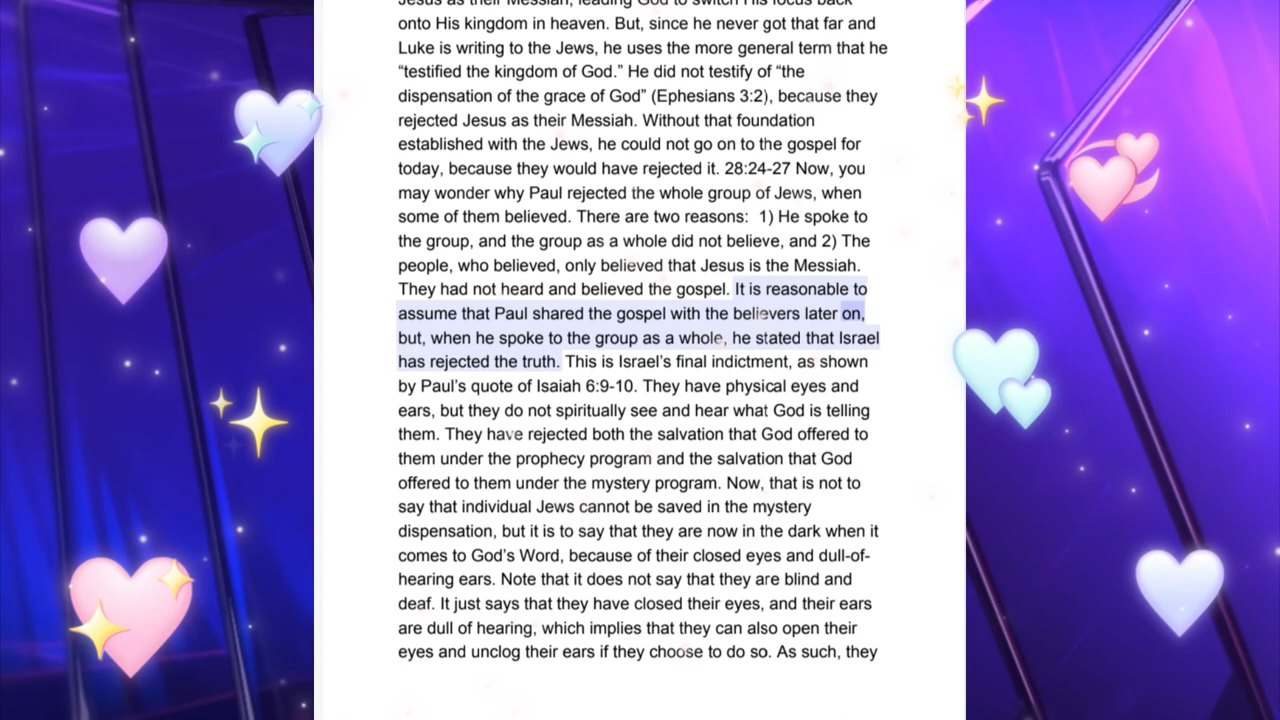 Jesus as their Messiah, leading God to switch His focus back
onto His kingdom in heaven. But, since he never got that far and
Luke is writing to the Jews, he uses the more general term that he
“testified the kingdom of God.” He did not testify of “the
dispensation of the grace of God” (Ephesians 3:2), because they
rejected Jesus as their Messiah. Without that foundation
established with the Jews, he could not go on to the gospel for
today, because they would have rejected it. 28:24-27 Now, you
may wonder why Paul rejected the whole group of Jews, when
some of them believed. There are two reasons:  1) He spoke to
the group, and the group as a whole did not believe, and 2) The
people, who believed, only believed that Jesus is the Messiah.
They had not heard and believed the gospel. It is reasonable to
assume that Paul shared the gospel with the believers later on,
but, when he spoke to the group as a whole, he stated that Israel
has rejected the truth. This is Israel’s final indictment, as shown
by Paul’s quote of Isaiah 6:9-10. They have physical eyes and
ears, but they do not spiritually see and hear what God is telling
them. They have rejected both the salvation that God offered to
them under the prophecy program and the salvation that God
offered to them under the mystery program. Now, that is not to
say that individual Jews cannot be saved in the mystery
dispensation, but it is to say that they are now in the dark when it
comes to God’s Word, because of their closed eyes and dull-of-
hearing ears. Note that it does not say that they are blind and
deaf. It just says that they have closed their eyes, and their ears
are dull of hearing, which implies that they can also open their
eyes and unclog their ears if they choose to do so. As such, they